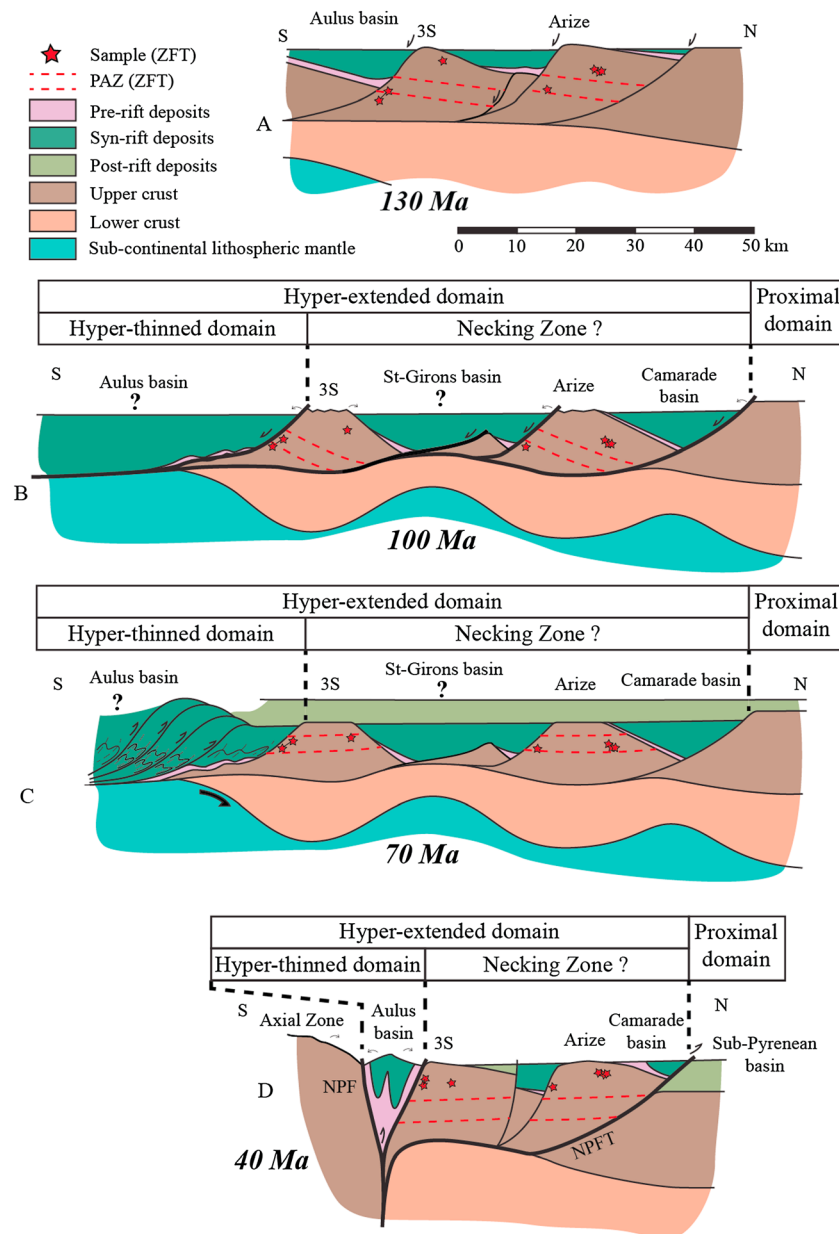 Aulus basin
3S
Arize
S
N
Sample (ZFT)
PAZ (ZFT)
Pre-rift deposits
Syn-rift deposits
Post-rift deposits
Upper crust
Lower crust
Sub-continental lithospheric mantle
A
130 Ma
0 10 20 30 40 50 km
Hyper-extended domain
Proximal
domain
Hyper-thinned domain
Necking Zone ?
S
Aulus basin
?
3S
St-Girons basin
?
Arize
Camarade
basin
N
B
100 Ma
Hyper-extended domain
Proximal
domain
Hyper-thinned domain
Necking Zone ?
S
Aulus basin
?
3S
St-Girons basin
?
Arize
Camarade basin
N
C
70 Ma
Hyper-extended domain
Proximal
domain
Hyper-thinned domain
Necking Zone ?
S
Axial Zone
Aulus
basin
3S
Arize
Camarade
basin
N
Sub-Pyrenean
basin
NPF
D
NPFT
40 Ma